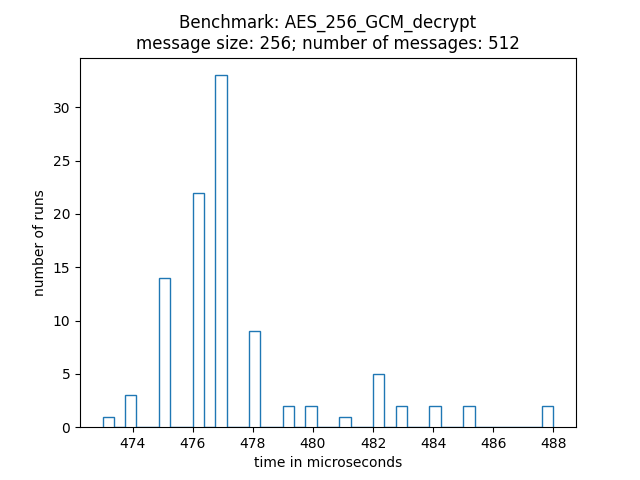 Benchmark: AES_256_GCM_decrypt
message size: 256; number of messages: 512
30
25
20
15
10
5
0
number of runs
474 476 478 480 482 484 486 488
time in microseconds